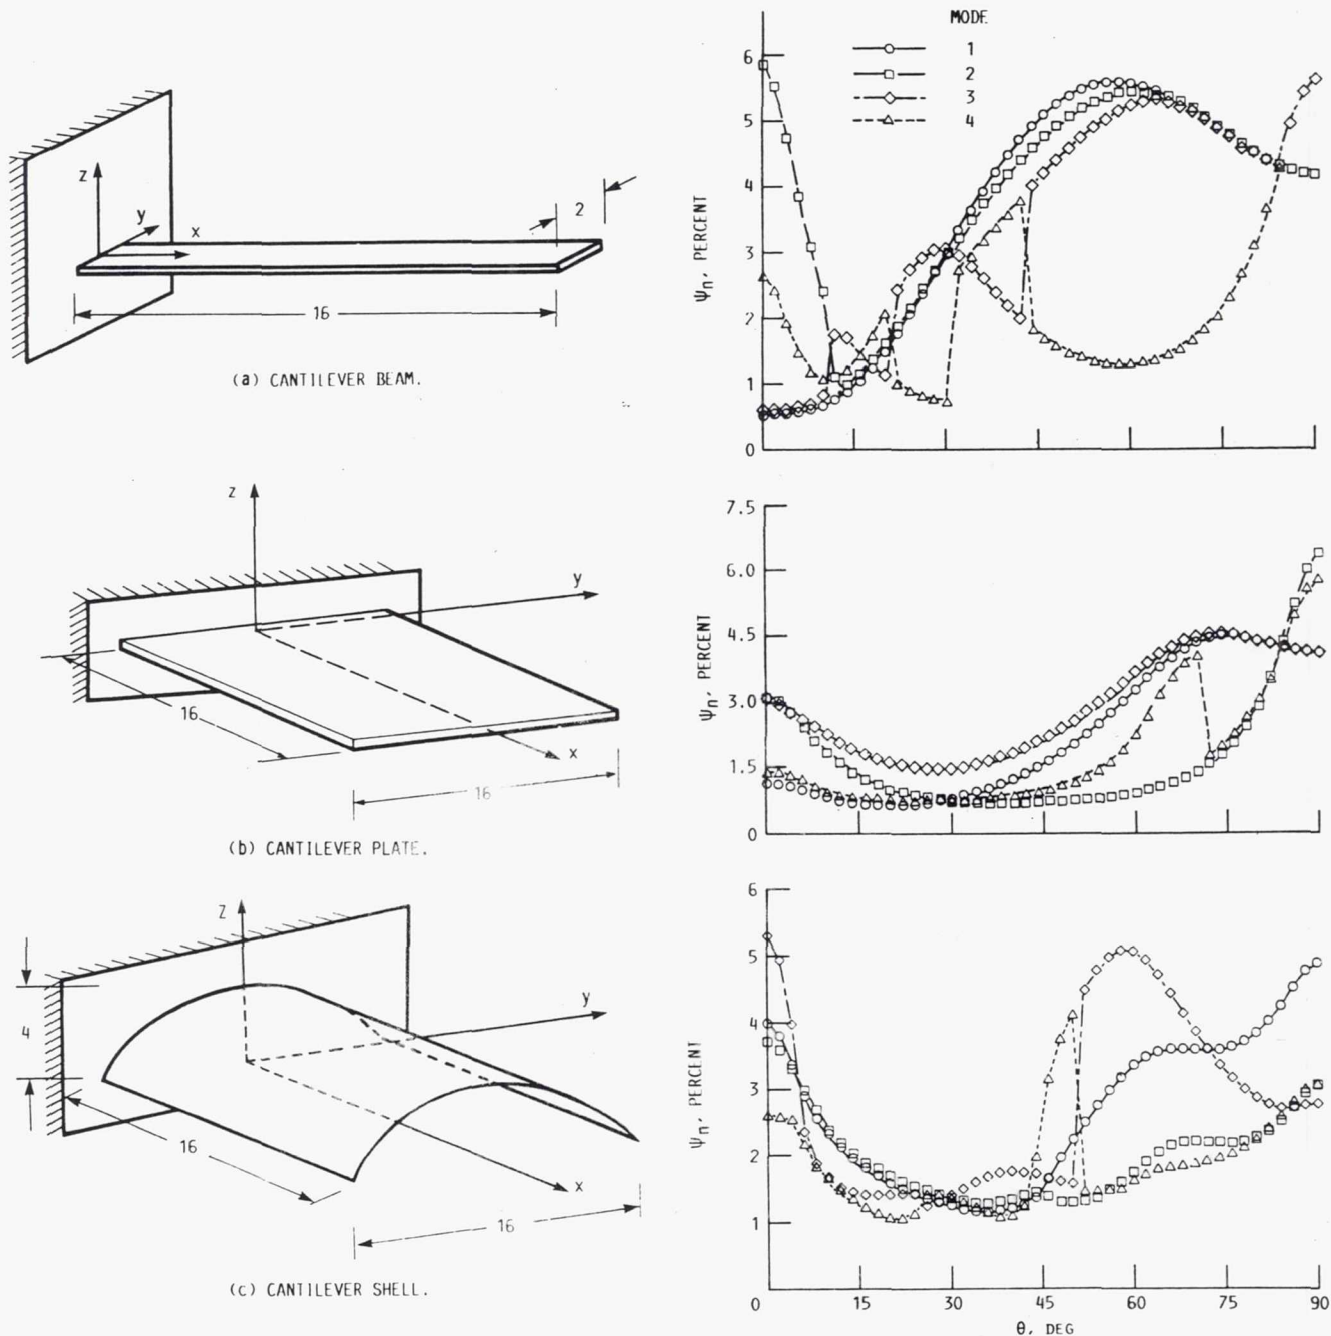 z
y
x
2
16
(a) CANTILEVER BEAM.
MODE
1
2
3
4
6
5
4
3
2
1
0
ψn, PERCENT
z
y
x
16
16
(b) CANTILEVER PLATE.
7.5
6.0
4.5
3.0
1.5
0
ψn, PERCENT
Z
y
x
4
16
16
(c) CANTILEVER SHELL.
6
5
4
3
2
1
ψn, PERCENT
0 15 30 45 60 75 90
θ, DEG